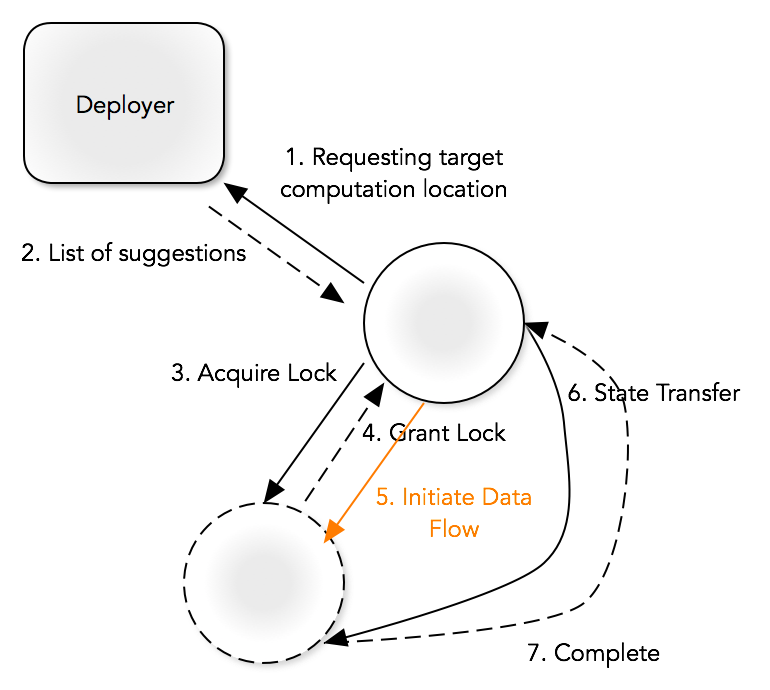 Deployer
1. Requesting target
computation location
2. List of suggestions
3. Acquire Lock
6. State Transfer
4. Grant Lock
5. Initiate Data
Flow
7. Complete